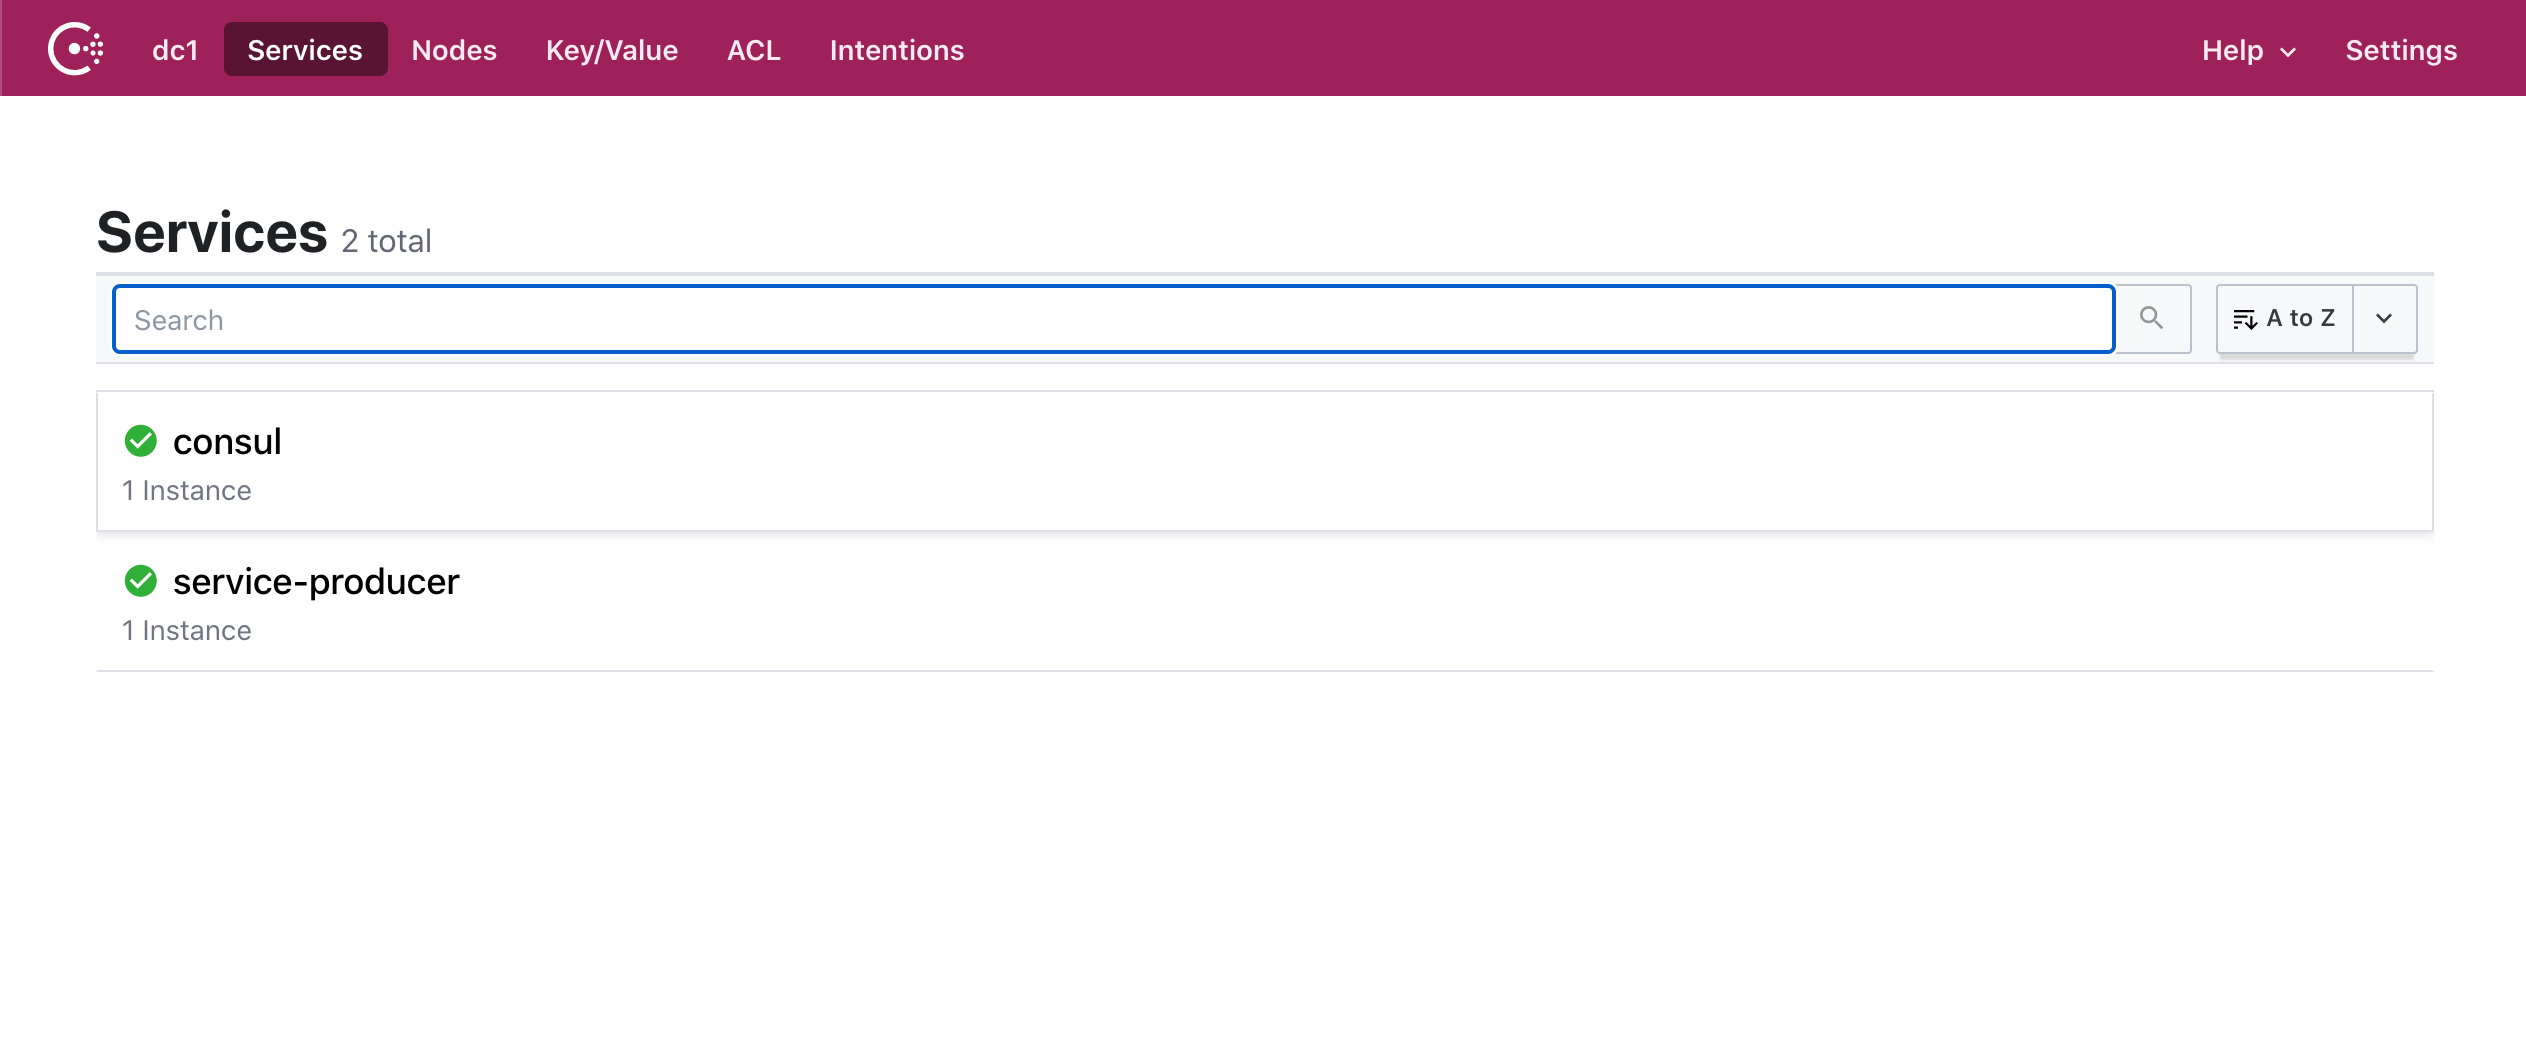 dc1 Services Nodes Key/Value ACL Intentions Help Settings
Services 2 total
Search A to Z
consul
1 Instance
service-producer
1 Instance